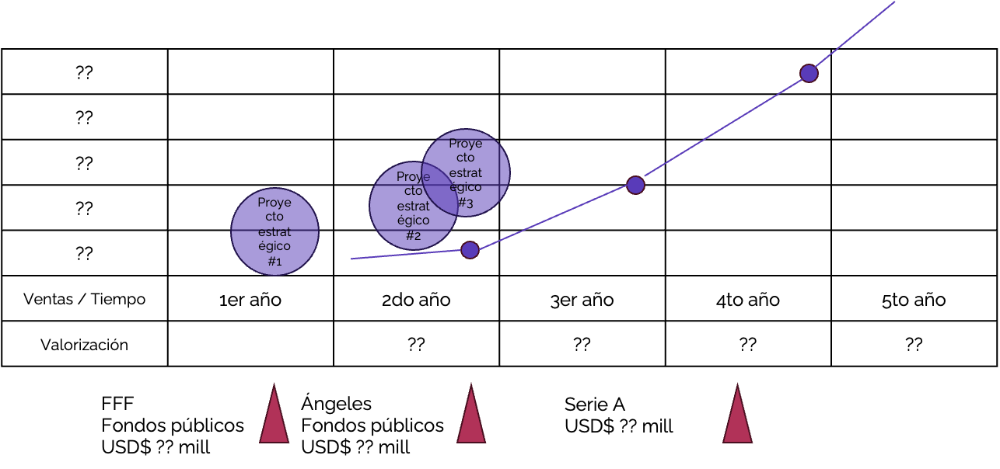 ??
??
??
??
??
Proye
cto
estrat
égico
#1
Proye
cto
estrat
égico
#2
Proye
cto
estrat
égico
#3
Ventas / Tiempo 1er año 2do año 3er año 4to año 5to año
Valorización ?? ?? ?? ??
FFF
Fondos públicos
USD$ ?? mill
Ángeles
Fondos públicos
USD$ ?? mill
Serie A
USD$ ?? mill